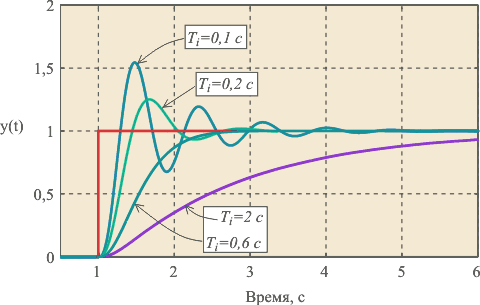 2
Tᵢ=0,1 с
1,5
Tᵢ=0,2 с
y(t)
1
0,5
Tᵢ=2 с
Tᵢ=0,6 с
0
1 2 3 4 5 6
Время, с